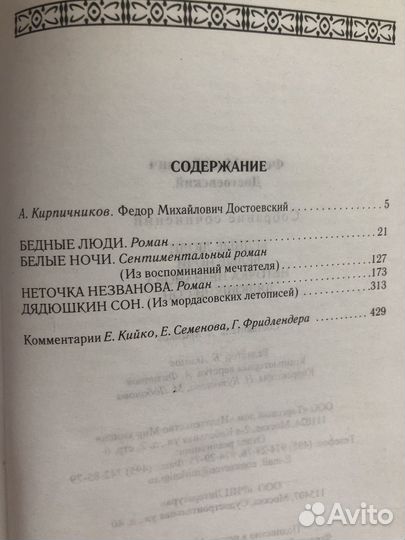 СОДЕРЖАНИЕ
А. Кирпичников. Федор Михайлович Достоевский 5
БЕДНЫЕ ЛЮДИ. Роман 21
БЕЛЫЕ НОЧИ. Сентиментальный роман
(Из воспоминаний мечтателя) 127
НЕТОЧКА НЕЗВАНОВА. Роман 173
ДЯДЮШКИН СОН. (Из мордасовских летописей) 313
Комментарии Е. Кийко, Е. Семенова, Г. Фридлендера 429
Avito